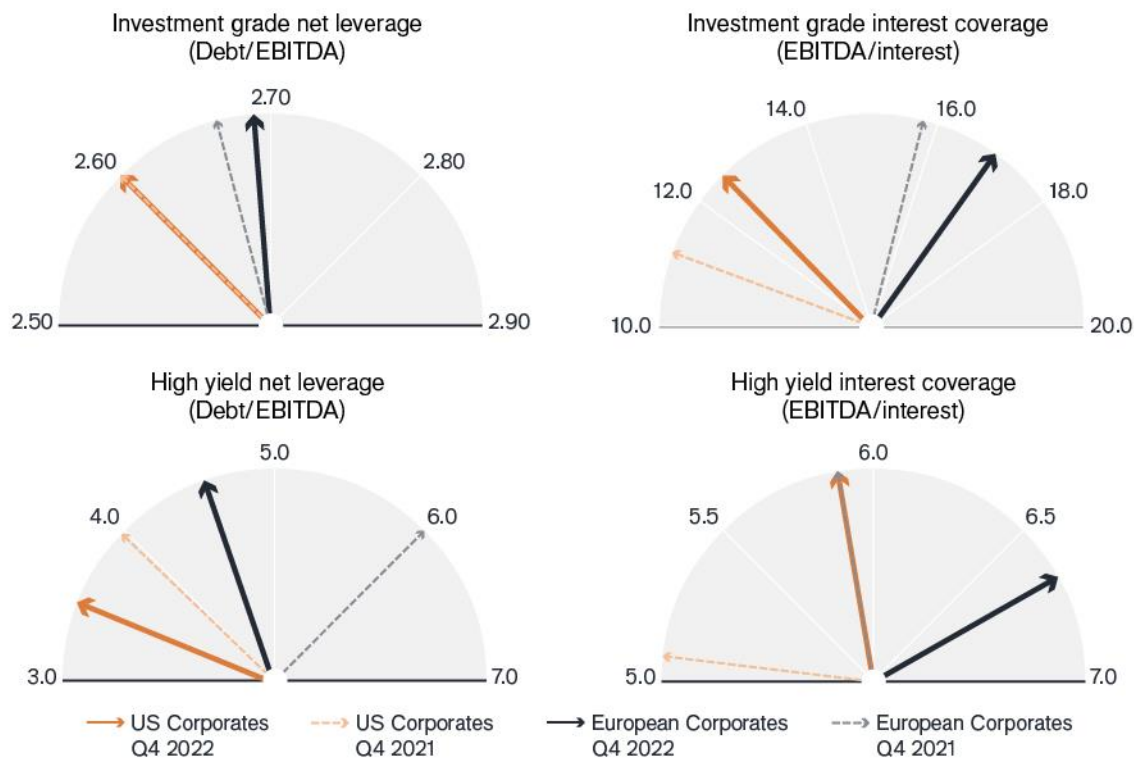 Investment grade net leverage
(Debt/EBITDA)
2.50
2.60
2.70
2.80
2.90
Investment grade interest coverage
(EBITDA/interest)
10.0
12.0
14.0
16.0
18.0
20.0
High yield net leverage
(Debt/EBITDA)
3.0
4.0
5.0
6.0
7.0
High yield interest coverage
(EBITDA/interest)
5.0
5.5
6.0
6.5
7.0
US Corporates
Q4 2022
US Corporates
Q4 2021
European Corporates
Q4 2022
European Corporates
Q4 2021